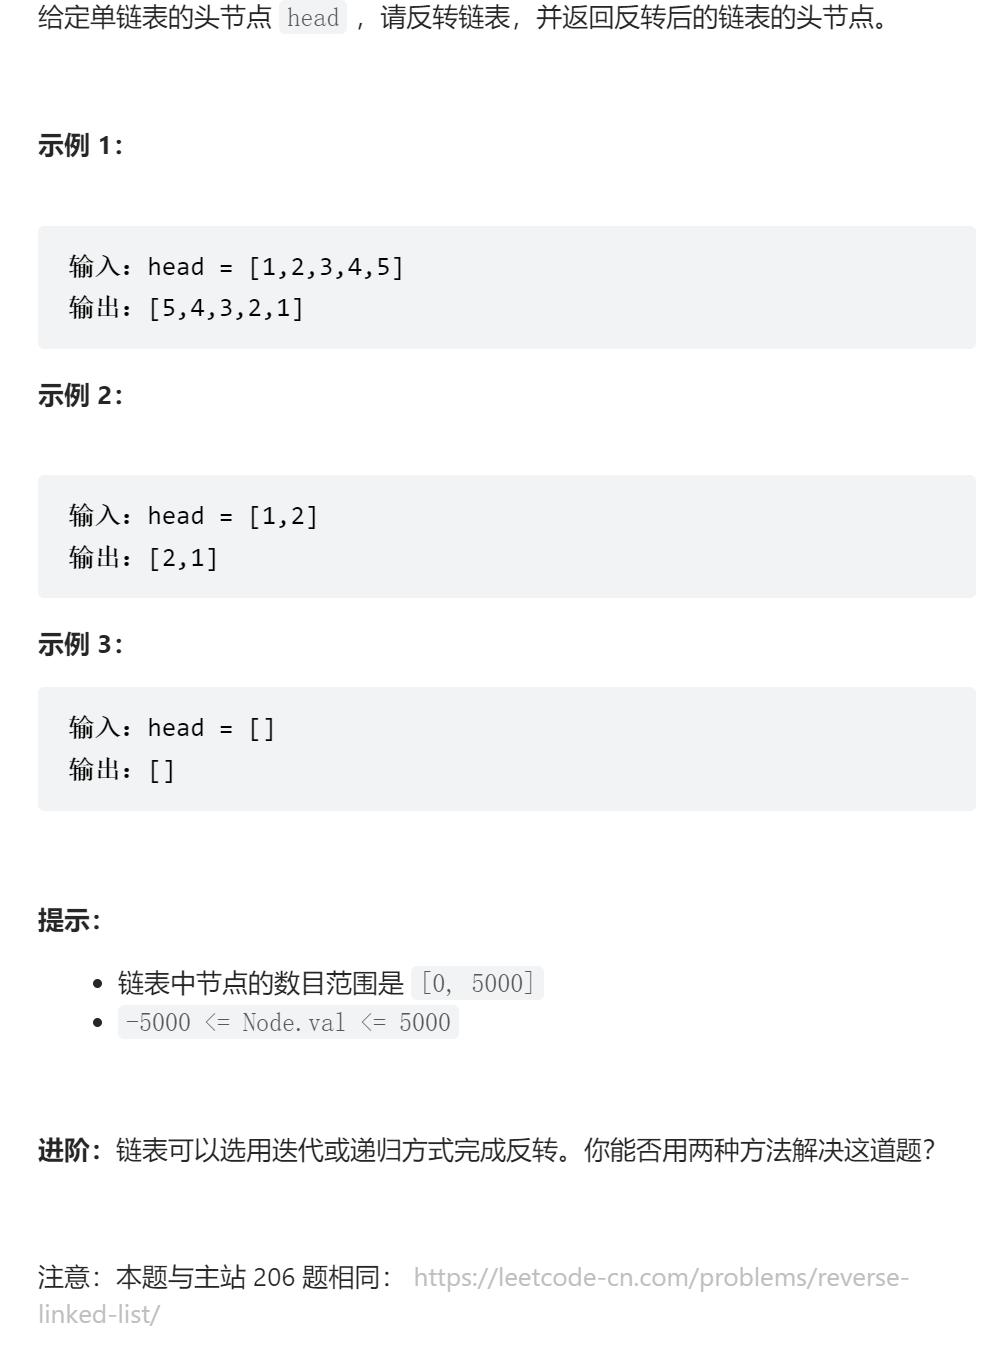 给定单链表的头节点 head ，请反转链表，并返回反转后的链表的头节点。
示例 1：
输入：head = [1,2,3,4,5]
输出：[5,4,3,2,1]
示例 2：
输入：head = [1,2]
输出：[2,1]
示例 3：
输入：head = []
输出：[]
提示：
• 链表中节点的数目范围是 [0, 5000]
• -5000 <= Node.val <= 5000
进阶：链表可以选用迭代或递归方式完成反转。你能否用两种方法解决这道题？
注意：本题与主站 206 题相同： https://leetcode-cn.com/problems/reverse-
linked-list/